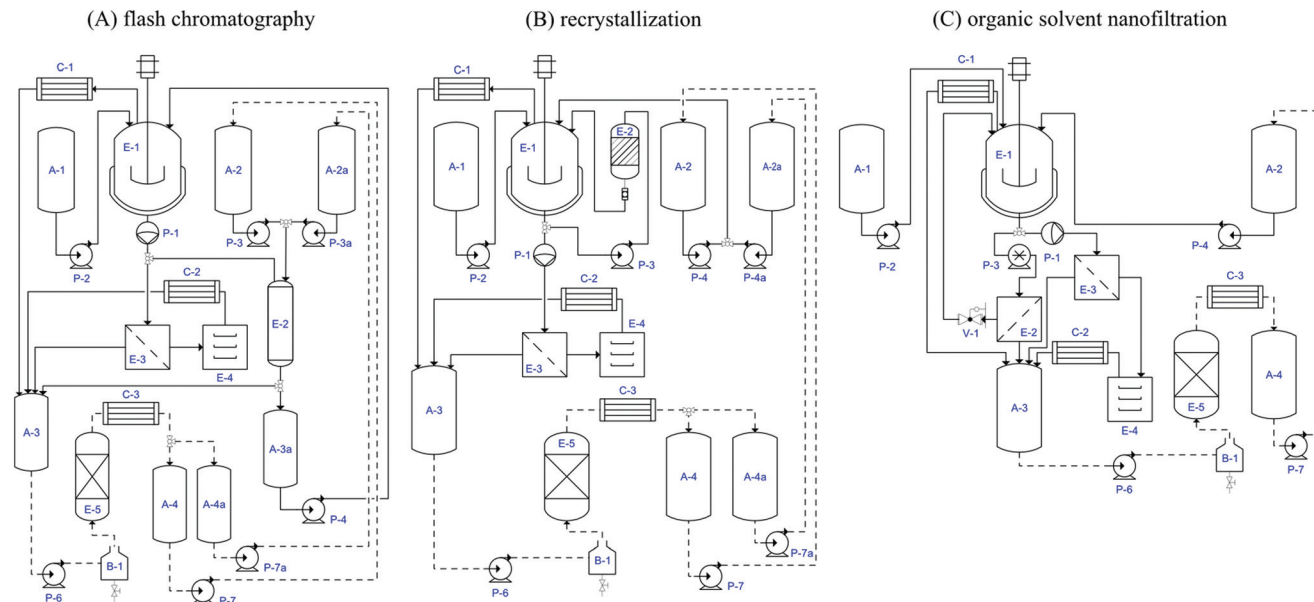 (A) flash chromatography
(B) recrystallization
(C) organic solvent nanofiltration
C-1
E-1
A-1
A-2
A-2a
P-1
P-3
P-3a
P-2
C-2
E-2
E-3
E-4
C-3
A-3
A-3a
E-5
A-4
A-4a
P-4
B-1
P-7a
P-6
P-7
C-1
E-2
E-1
A-1
A-2
A-2a
P-1
P-2
P-3
P-4
P-4a
C-2
E-4
E-3
C-3
A-3
E-5
A-4
A-4a
P-7a
B-1
P-6
P-7
C-1
E-1
A-1
A-2
P-2
P-3
P-1
P-4
E-3
C-3
V-1
E-2
C-2
A-4
A-3
E-5
E-4
P-7
B-1
P-6